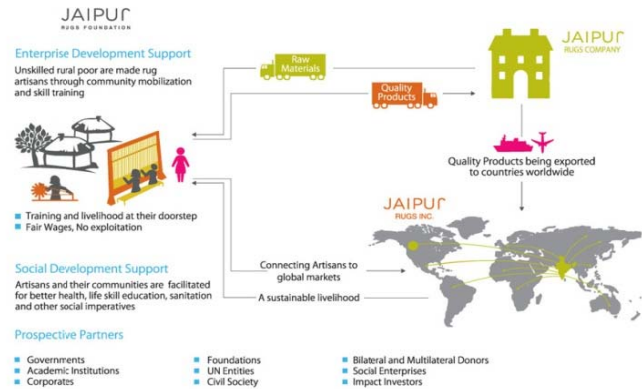 JAIPUR
RUGS FOUNDATION
Enterprise Development Support
Unskilled rural poor are made rug
artisans through community mobilization
and skill training
Raw
Materials
Quality
Products
JAIPUR
RUGS COMPANY
Quality Products being exported
to countries worldwide
Training and livelihood at their doorstep
Fair Wages, No exploitation
JAIPUR
RUGS INC.
Social Development Support
Artisans and their communities are facilitated
for better health, life skill education, sanitation
and other social imperatives
Connecting Artisans to
global markets
A sustainable livelihood
Prospective Partners
Governments
Academic Institutions
Corporates
Foundations
UN Entities
Civil Society
Bilateral and Multilateral Donors
Social Enterprises
Impact Investors